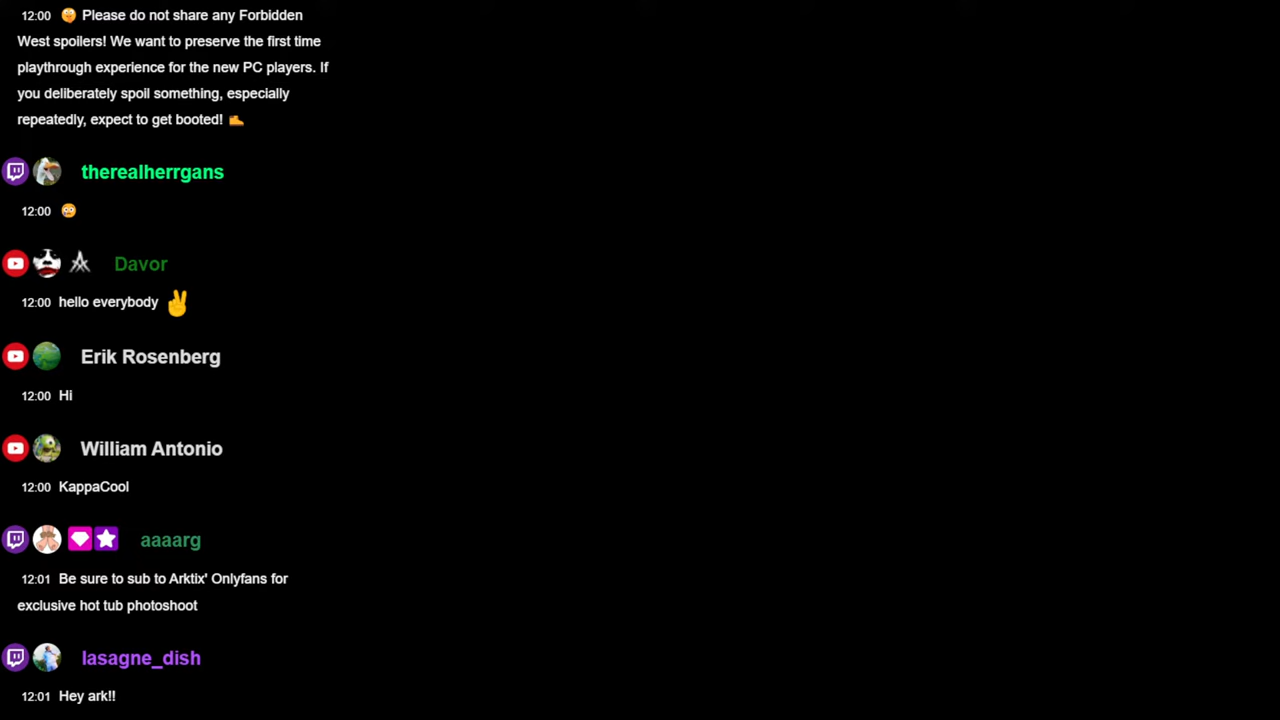 12:00 Please do not share any Forbidden
West spoilers! We want to preserve the first time
playthrough experience for the new PC players. If
you deliberately spoil something, especially
repeatedly, expect to get booted!
therealherrgans
12:00
Davor
12:00 hello everybody
Erik Rosenberg
12:00 Hi
William Antonio
12:00 KappaCool
aaaarg
12:01 Be sure to sub to Arktix' Onlyfans for
exclusive hot tub photoshoot
lasagne_dish
12:01 Hey ark!!